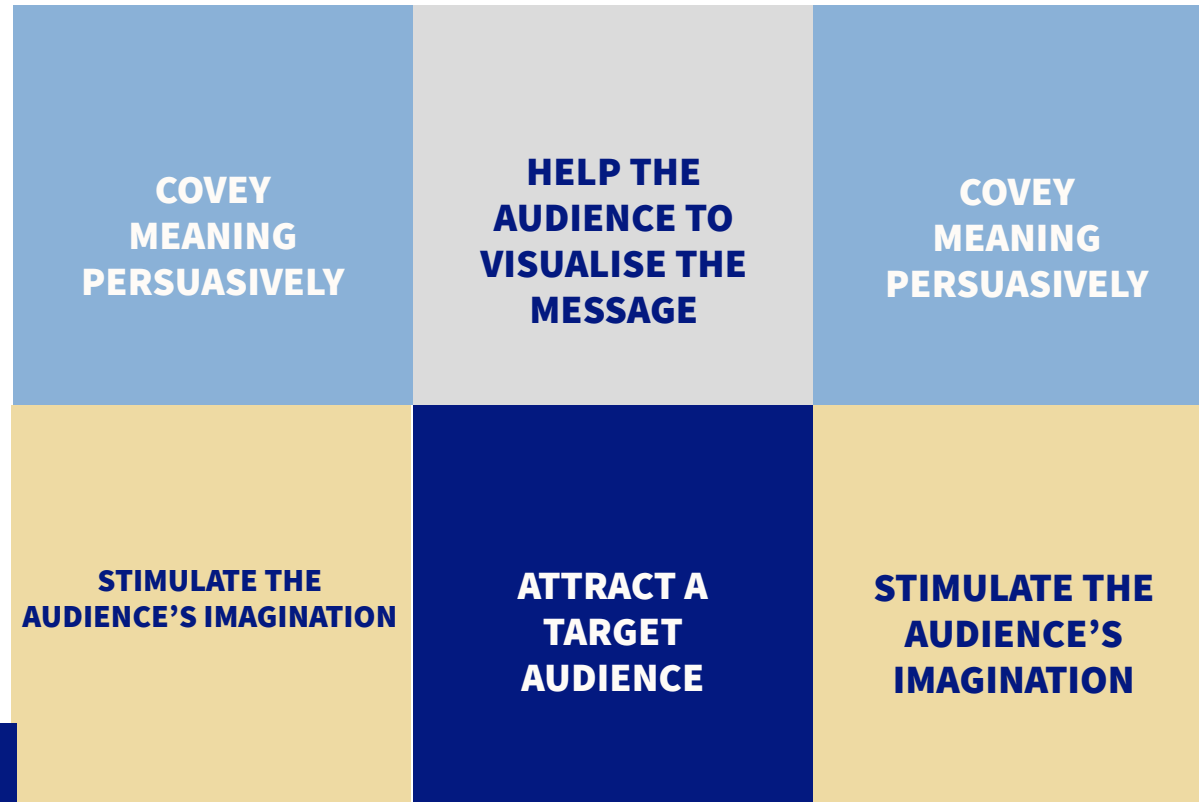 COVEY
MEANING
PERSUASIVELY
HELP THE
AUDIENCE TO
VISUALISE THE
MESSAGE
COVEY
MEANING
PERSUASIVELY
STIMULATE THE
AUDIENCE’S IMAGINATION
ATTRACT A
TARGET
AUDIENCE
STIMULATE THE
AUDIENCE’S
IMAGINATION